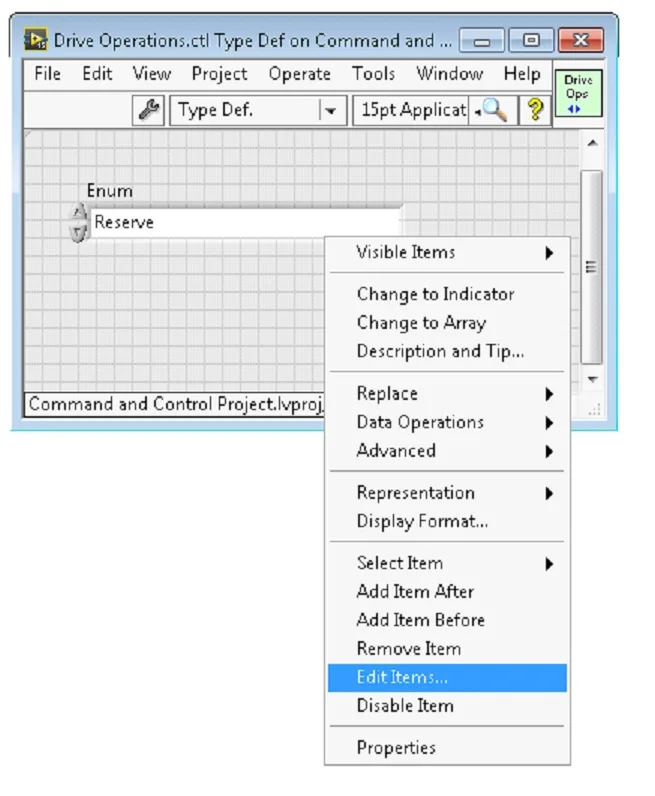 Drive Operations.ctl Type Def on Command and ...
File Edit View Project Operate Tools Window Help
Drive
Ops
Type Def.
15pt Applicat
?
Enum
Reserve
Visible Items
Change to Indicator
Change to Array
Description and Tip...
Replace
Data Operations
Advanced
Command and Control Project.lvproj
Representation
Display Format...
Select Item
Add Item After
Add Item Before
Remove Item
Edit Items...
Disable Item
Properties